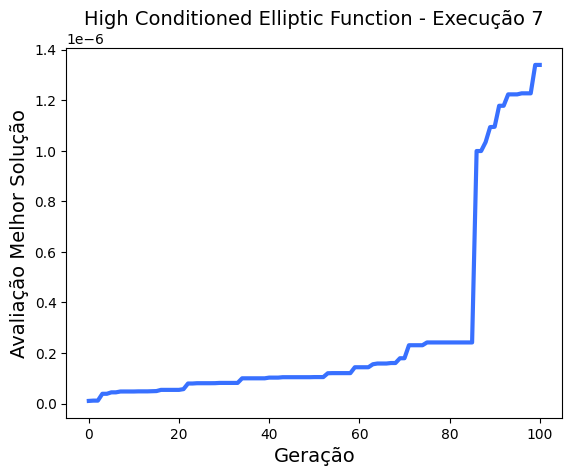 High Conditioned Elliptic Function - Execução 7
1e−6
1.4
1.2
1.0
0.8
0.6
0.4
0.2
0.0
Avaliação Melhor Solução
0 20 40 60 80 100
Geração